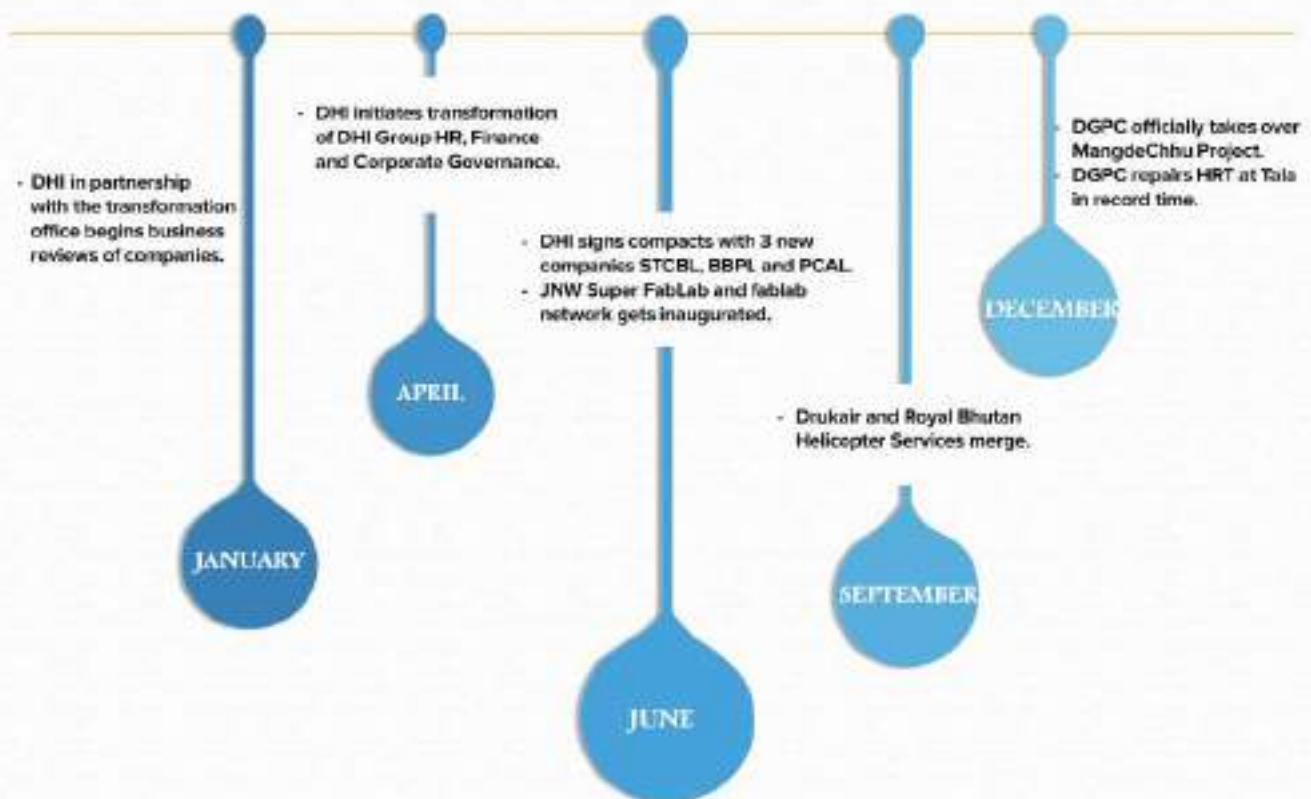 - DHI in partnership
with the transformation
office begins business
reviews of companies.
JANUARY
- DHI initiates transformation
of DHI Group HR, Finance
and Corporate Governance.
APRIL
- DHI signs compacts with 3 new
companies STCBL, BBPL and PCAL.
- JNW Super FabLab and fablab
network gets inaugurated.
JUNE
- Drukair and Royal Bhutan
Helicopter Services merge.
SEPTEMBER
- DGPC officially takes over
MangdeChhu Project.
- DGPC repairs HRT at Tala
in record time.
DECEMBER